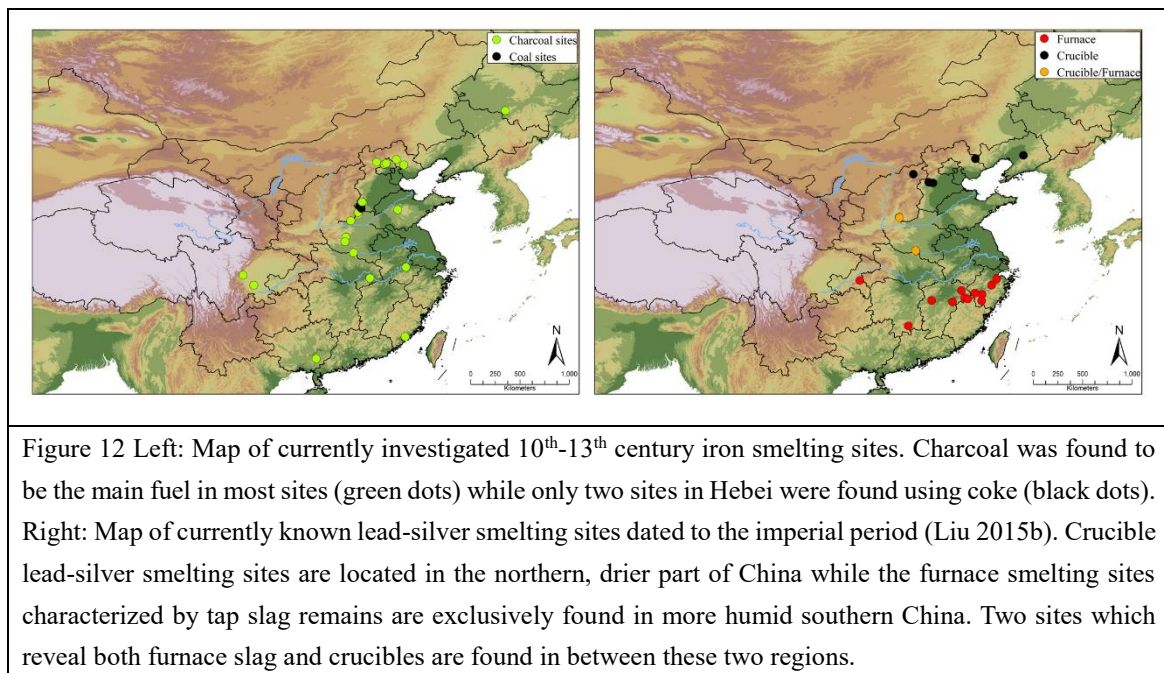 Charcoal sites
Coal sites
N
0 250 500 1,000
Kilometers
Furnace
Crucible
Crucible/Furnace
N
0 250 500 1,000
Kilometers
Figure 12 Left: Map of currently investigated 10th-13th century iron smelting sites. Charcoal was found to
be the main fuel in most sites (green dots) while only two sites in Hebei were found using coke (black dots).
Right: Map of currently known lead-silver smelting sites dated to the imperial period (Liu 2015b). Crucible
lead-silver smelting sites are located in the northern, drier part of China while the furnace smelting sites
characterized by tap slag remains are exclusively found in more humid southern China. Two sites which
reveal both furnace slag and crucibles are found in between these two regions.